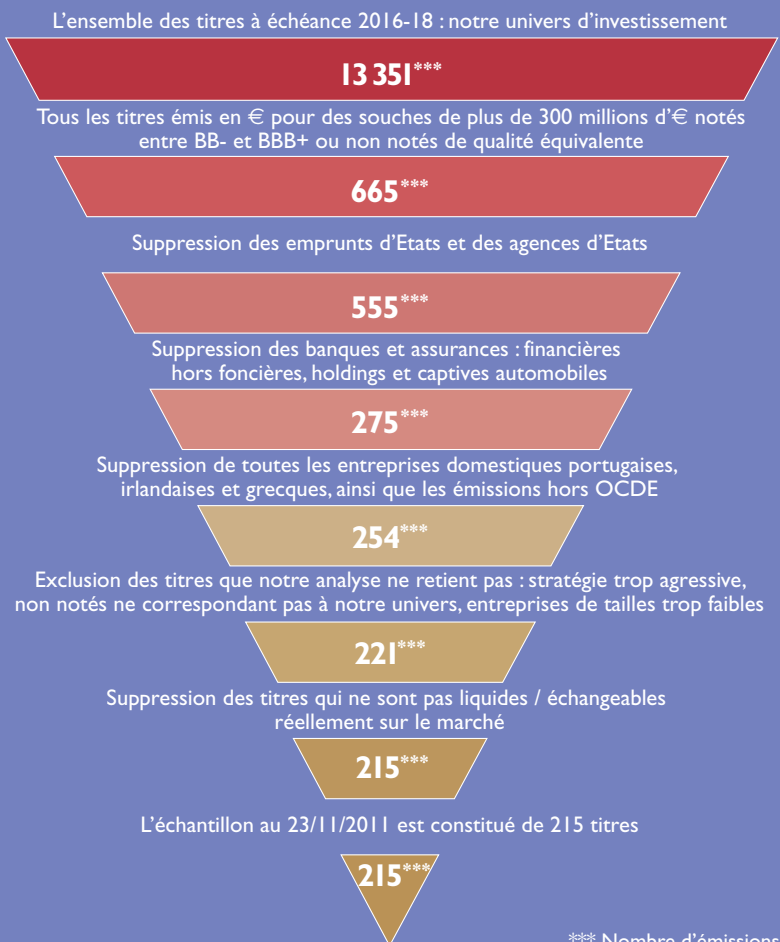 L’ensemble des titres à échéance 2016-18 : notre univers d’investissement
13 351***
Tous les titres émis en € pour des souches de plus de 300 millions d’€ notés
entre BB- et BBB+ ou non notés de qualité équivalente
665***
Suppression des emprunts d’Etats et des agences d’Etats
555***
Suppression des banques et assurances : financières
hors foncières, holdings et captives automobiles
275***
Suppression de toutes les entreprises domestiques portugaises,
irlandaises et grecques, ainsi que les émissions hors OCDE
254***
Exclusion des titres que notre analyse ne retient pas : stratégie trop agressive,
non notés ne correspondant pas à notre univers, entreprises de tailles trop faibles
221***
Suppression des titres qui ne sont pas liquides / échangeables
réellement sur le marché
215***
L’échantillon au 23/11/2011 est constitué de 215 titres
215***
*** Nombre d’émissions